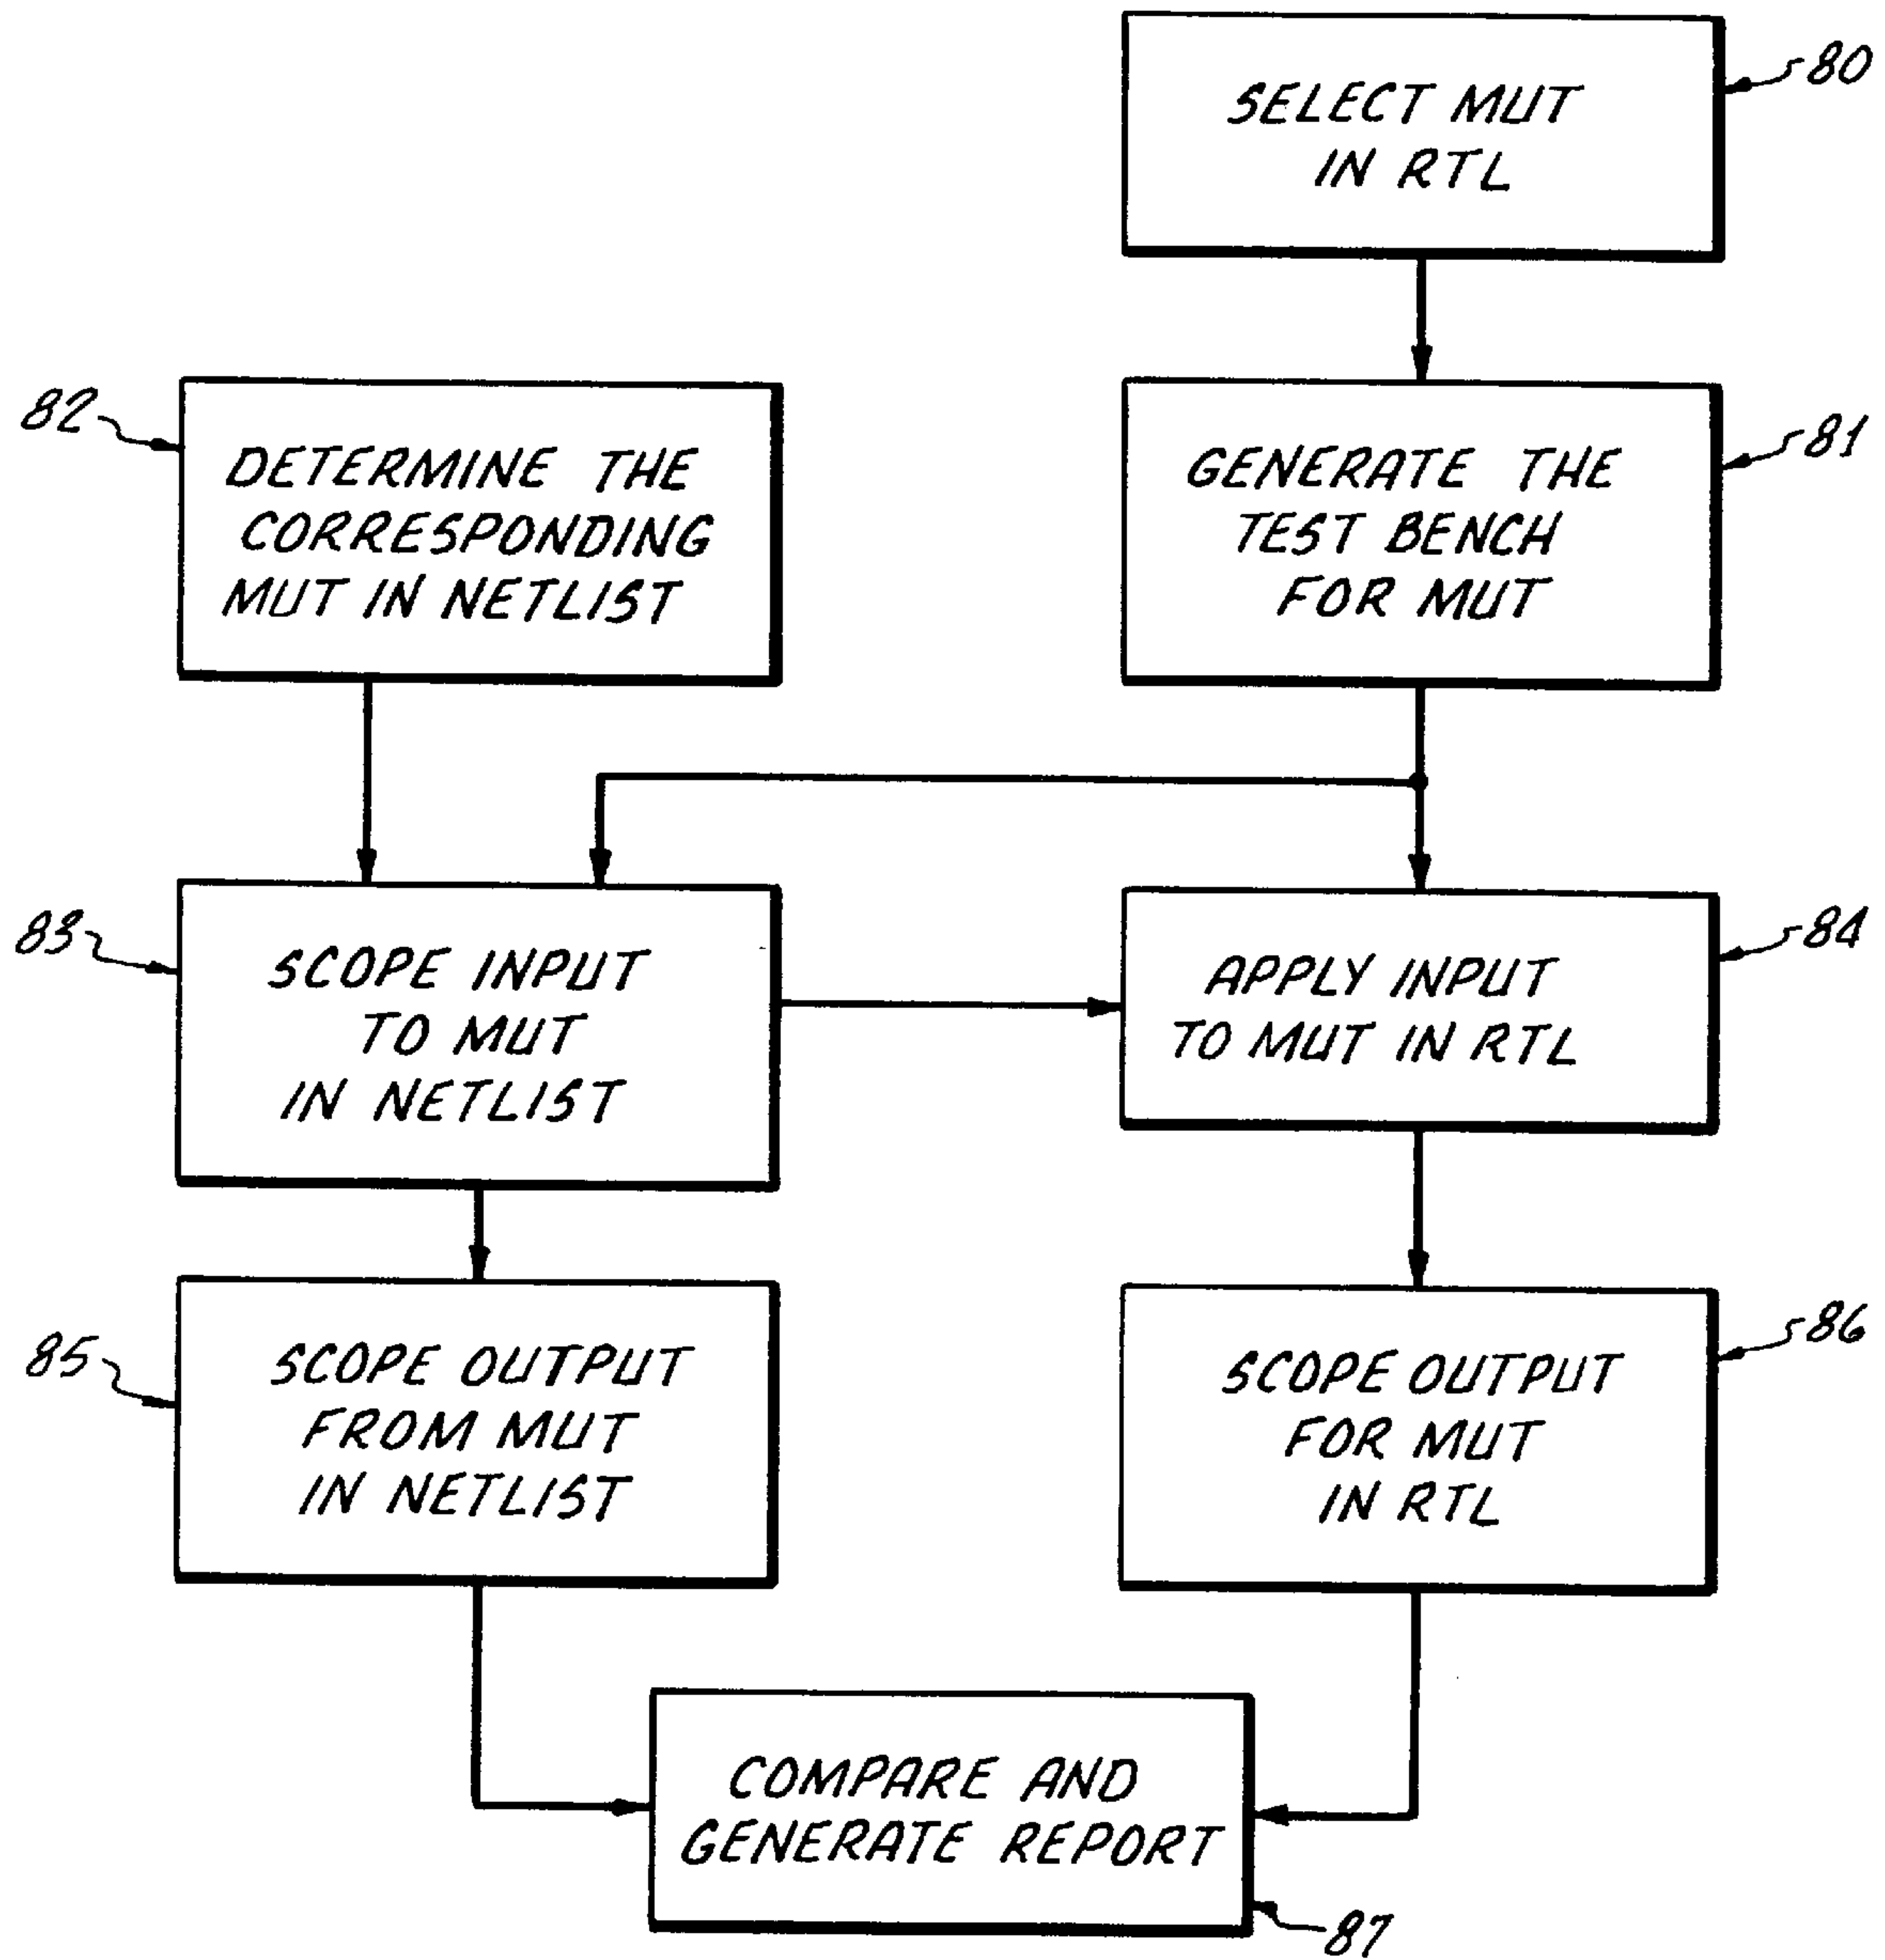 80
SELECT MUT
IN RTL
82
DETERMINE THE
CORRESPONDING
MUT IN NETLIST
81
GENERATE THE
TEST BENCH
FOR MUT
83
SCOPE INPUT
TO MUT
IN NETLIST
84
APPLY INPUT
TO MUT IN RTL
85
SCOPE OUTPUT
FROM MUT
IN NETLIST
86
SCOPE OUTPUT
FOR MUT
IN RTL
COMPARE AND
GENERATE REPORT
87